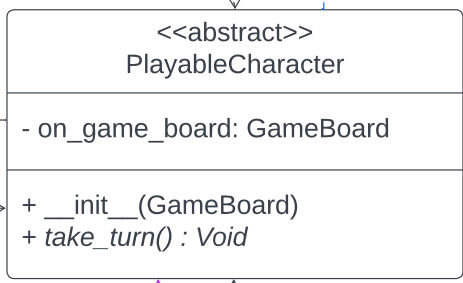 <<abstract>>
PlayableCharacter
- on_game_board: GameBoard
+ __init__(GameBoard)
+ take_turn() : Void